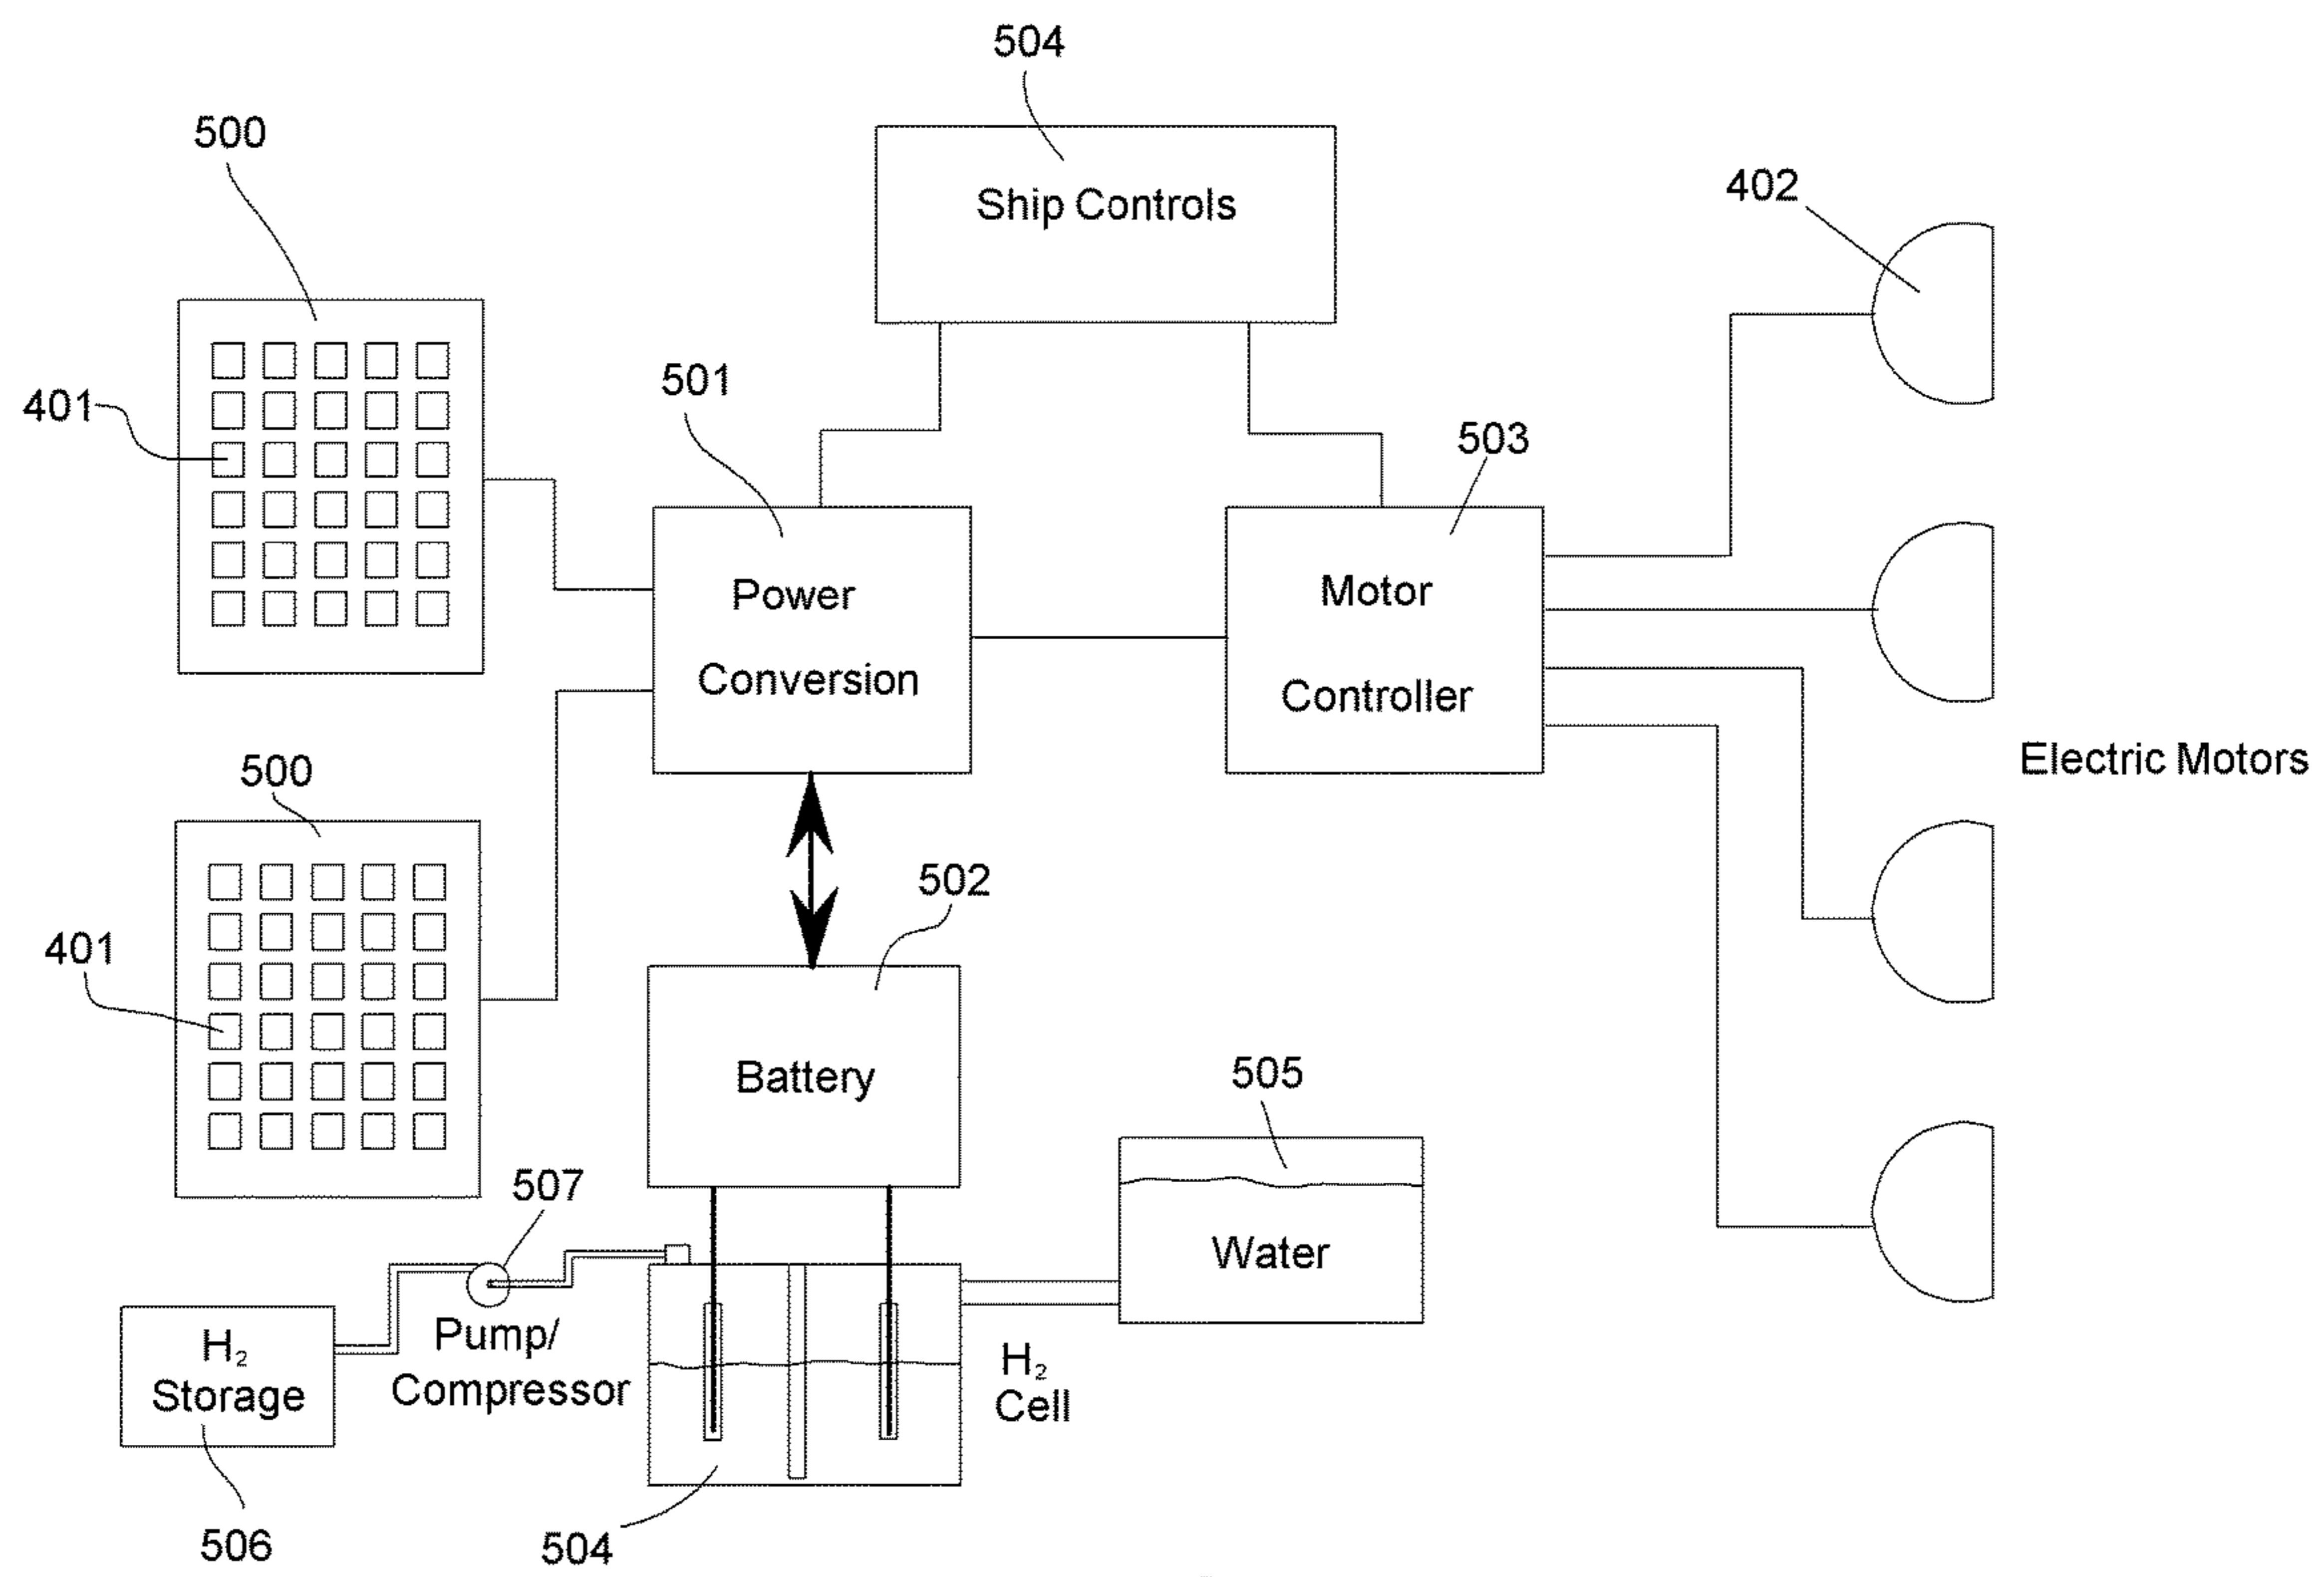 504
500
Ship Controls
402
501
401
503
Power
Conversion
Motor
Controller
Electric Motors
500
502
401
Battery
505
507
Water
Pump/
Compressor
H₂
Storage
H₂
Cell
506
504